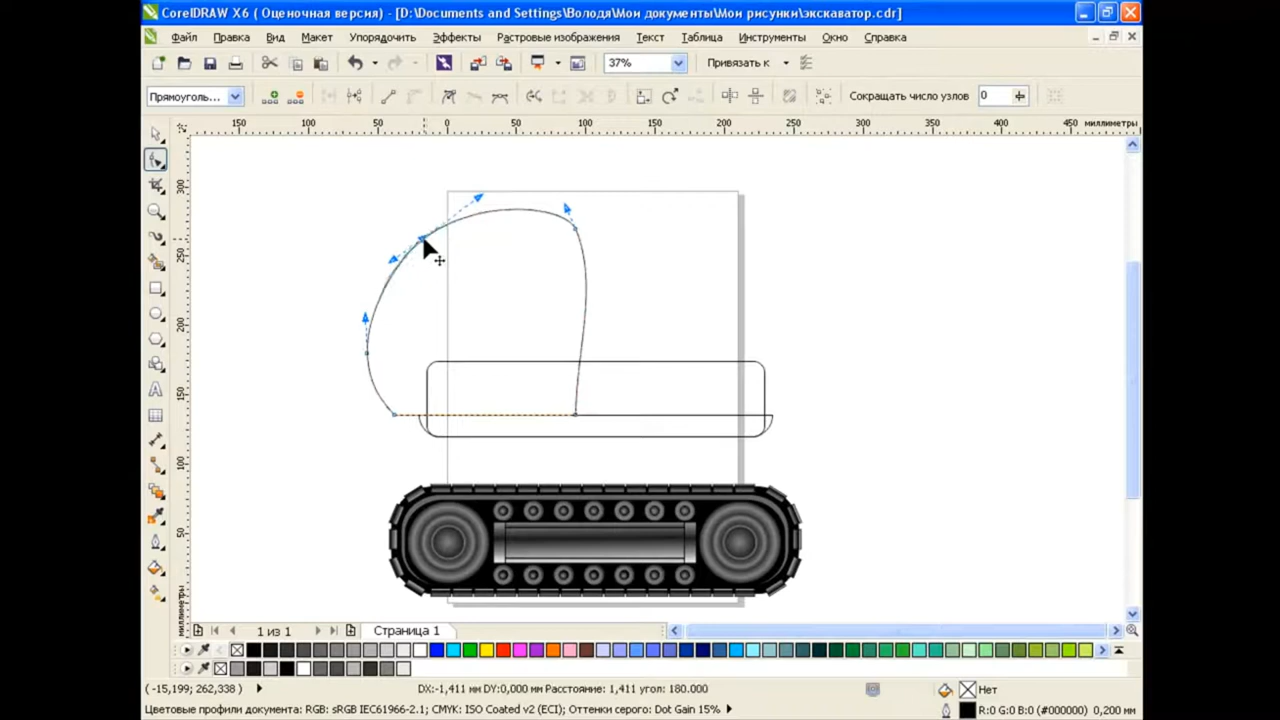 CorelDRAW X6 ( Оценочная версия) - [D:\Documents and Settings\Володя\Мои документы\Мои рисунки\экскаватор.cdr]
Файл Правка Вид Макет Упорядочить Эффекты Растровые изображения Текст Таблица Инструменты Окно Справка
37% Привязать к
Прямоуголь... Сокращать число узлов 0
150 100 50 0 50 100 150 200 250 300 350 400 450 миллиметры
300
250
200
150
100
50
миллиметры
1 из 1 Страница 1
(-15,199; 262,338) DX:-1,411 мм DY:0,000 мм Расстояние: 1,411 угол: 180.000 Нет
Цветовые профили документа: RGB: sRGB IEC61966-2.1; CMYK: ISO Coated v2 (ECI); Оттенки серого: Dot Gain 15% R:0 G:0 B:0 (#000000) 0,200 мм